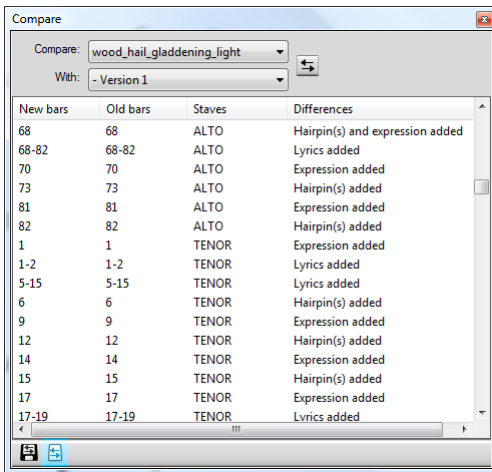 Compare
Compare: wood_hail_gladdening_light
With: - Version 1
New bars Old bars Staves Differences
68 68 ALTO Hairpin(s) and expression added
68-82 68-82 ALTO Lyrics added
70 70 ALTO Expression added
73 73 ALTO Hairpin(s) added
81 81 ALTO Expression added
82 82 ALTO Hairpin(s) added
1 1 TENOR Expression added
1-2 1-2 TENOR Lyrics added
5-15 5-15 TENOR Lyrics added
6 6 TENOR Hairpin(s) added
9 9 TENOR Expression added
12 12 TENOR Hairpin(s) added
14 14 TENOR Expression added
15 15 TENOR Hairpin(s) added
17 17 TENOR Expression added
17-19 17-19 TENOR Lyrics added